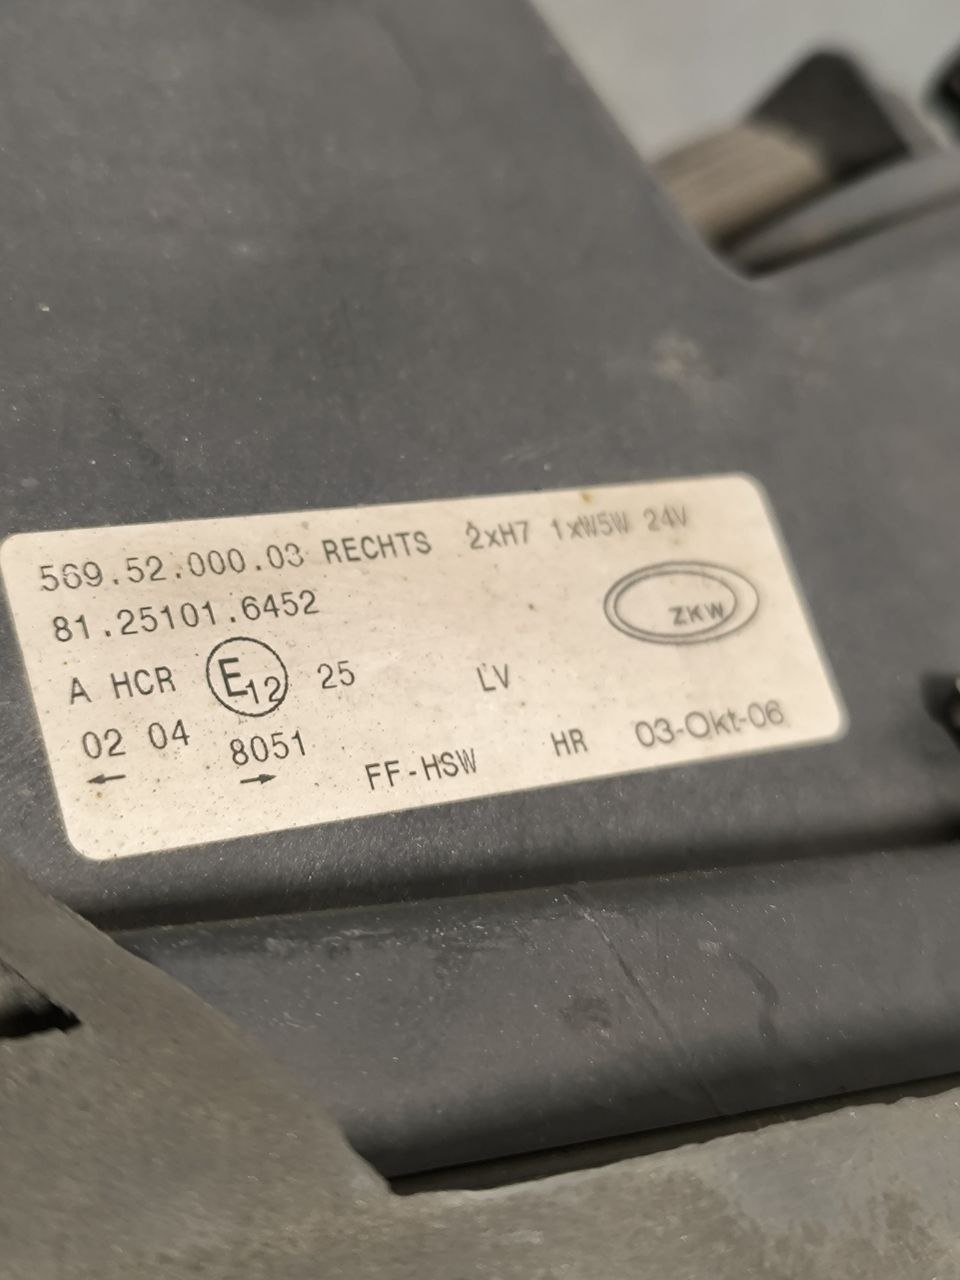 569.52.000.03 RECHTS 2xH7 1xW5W 24V
81.25101.6452
ZKW
A HCR E12 25 LV
02 04 8051
← → FF-HSW HR 03-Okt-06